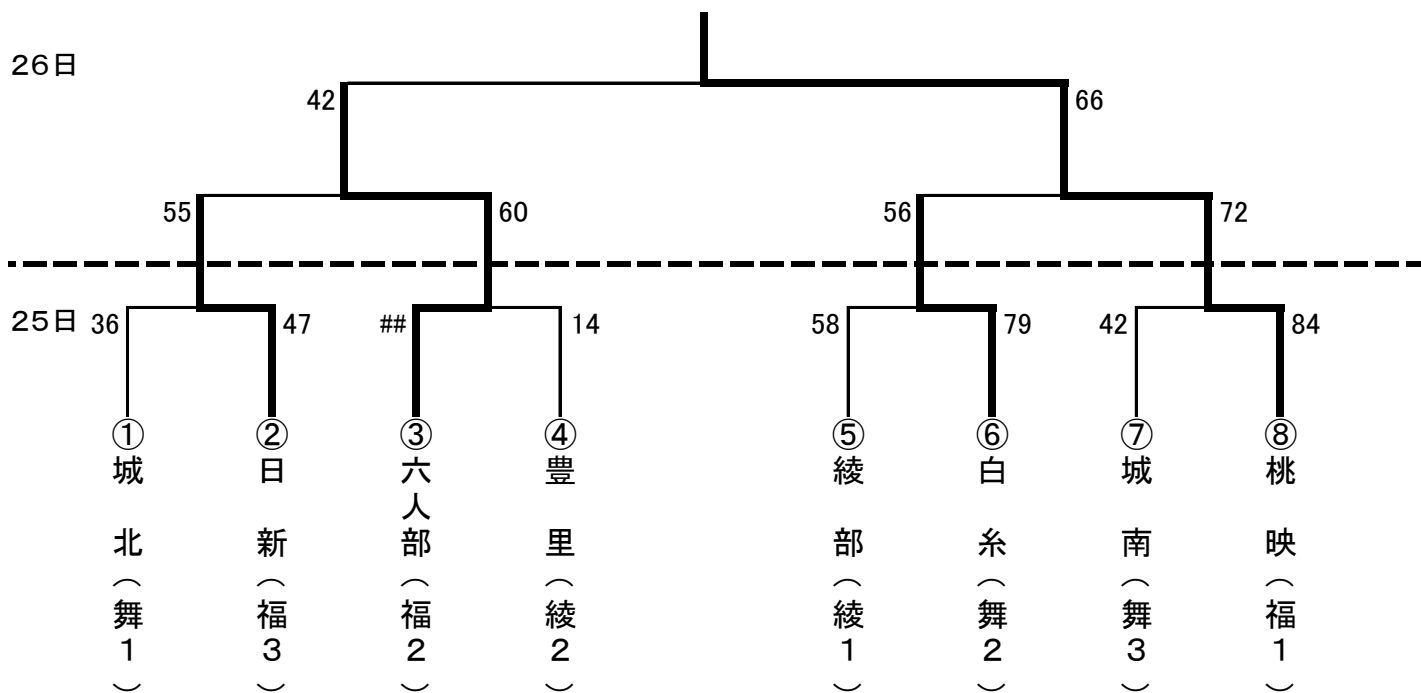 26日
42
66
55
60
56
72
25日
36
47
##
14
58
79
42
84
①城北(舞1)
②日新(福3)
③六人部(福2)
④豊里(綾2)
⑤綾部(綾1)
⑥白糸(舞2)
⑦城南(舞3)
⑧桃映(福1)